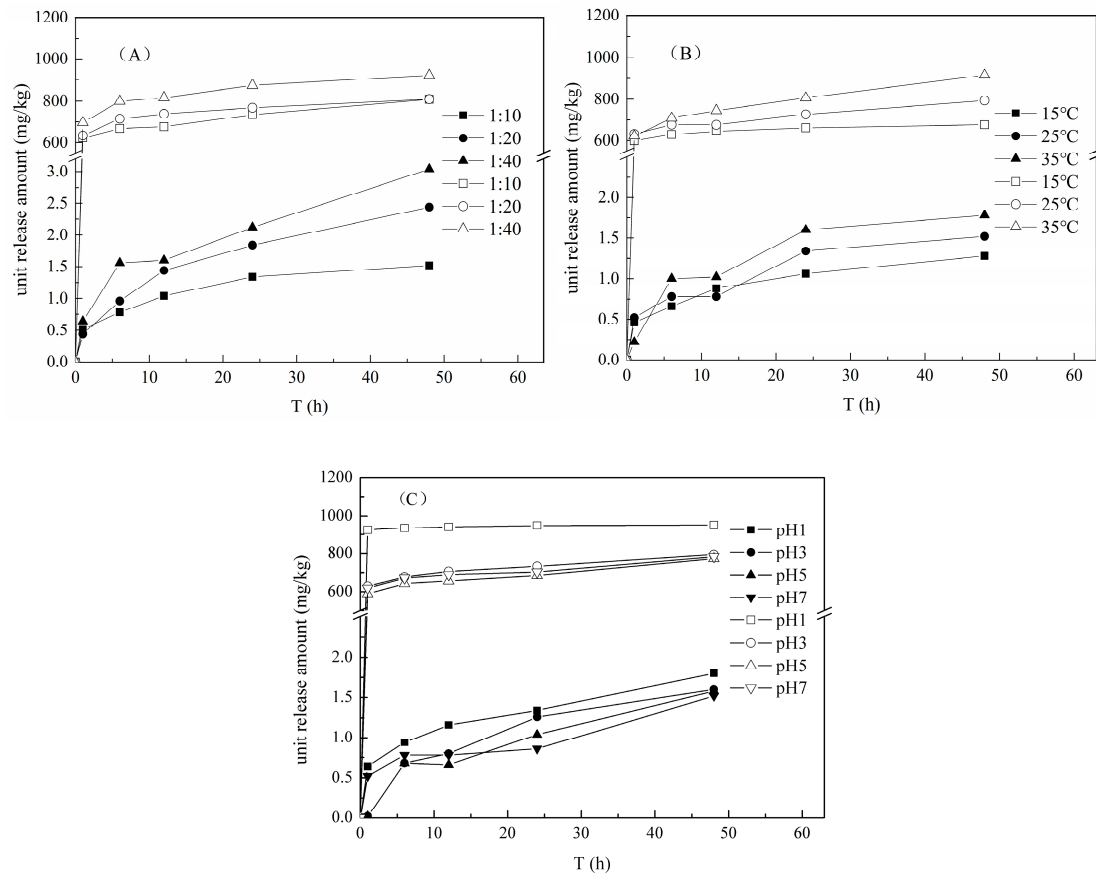 1200
（A）
1000
800
600
3.0
2.5
2.0
1.5
1.0
0.5
0.0
unit release amount (mg/kg)
1:10
1:20
1:40
1:10
1:20
1:40
0 10 20 30 40 50 60
T (h)
1200
（B）
1000
800
600
2.0
1.5
1.0
0.5
0.0
unit release amount (mg/kg)
15℃
25℃
35℃
15℃
25℃
35℃
0 10 20 30 40 50 60
T (h)
1200
（C）
1000
800
600
2.0
1.5
1.0
0.5
0.0
unit release amount (mg/kg)
pH1
pH3
pH5
pH7
pH1
pH3
pH5
pH7
0 10 20 30 40 50 60
T (h)